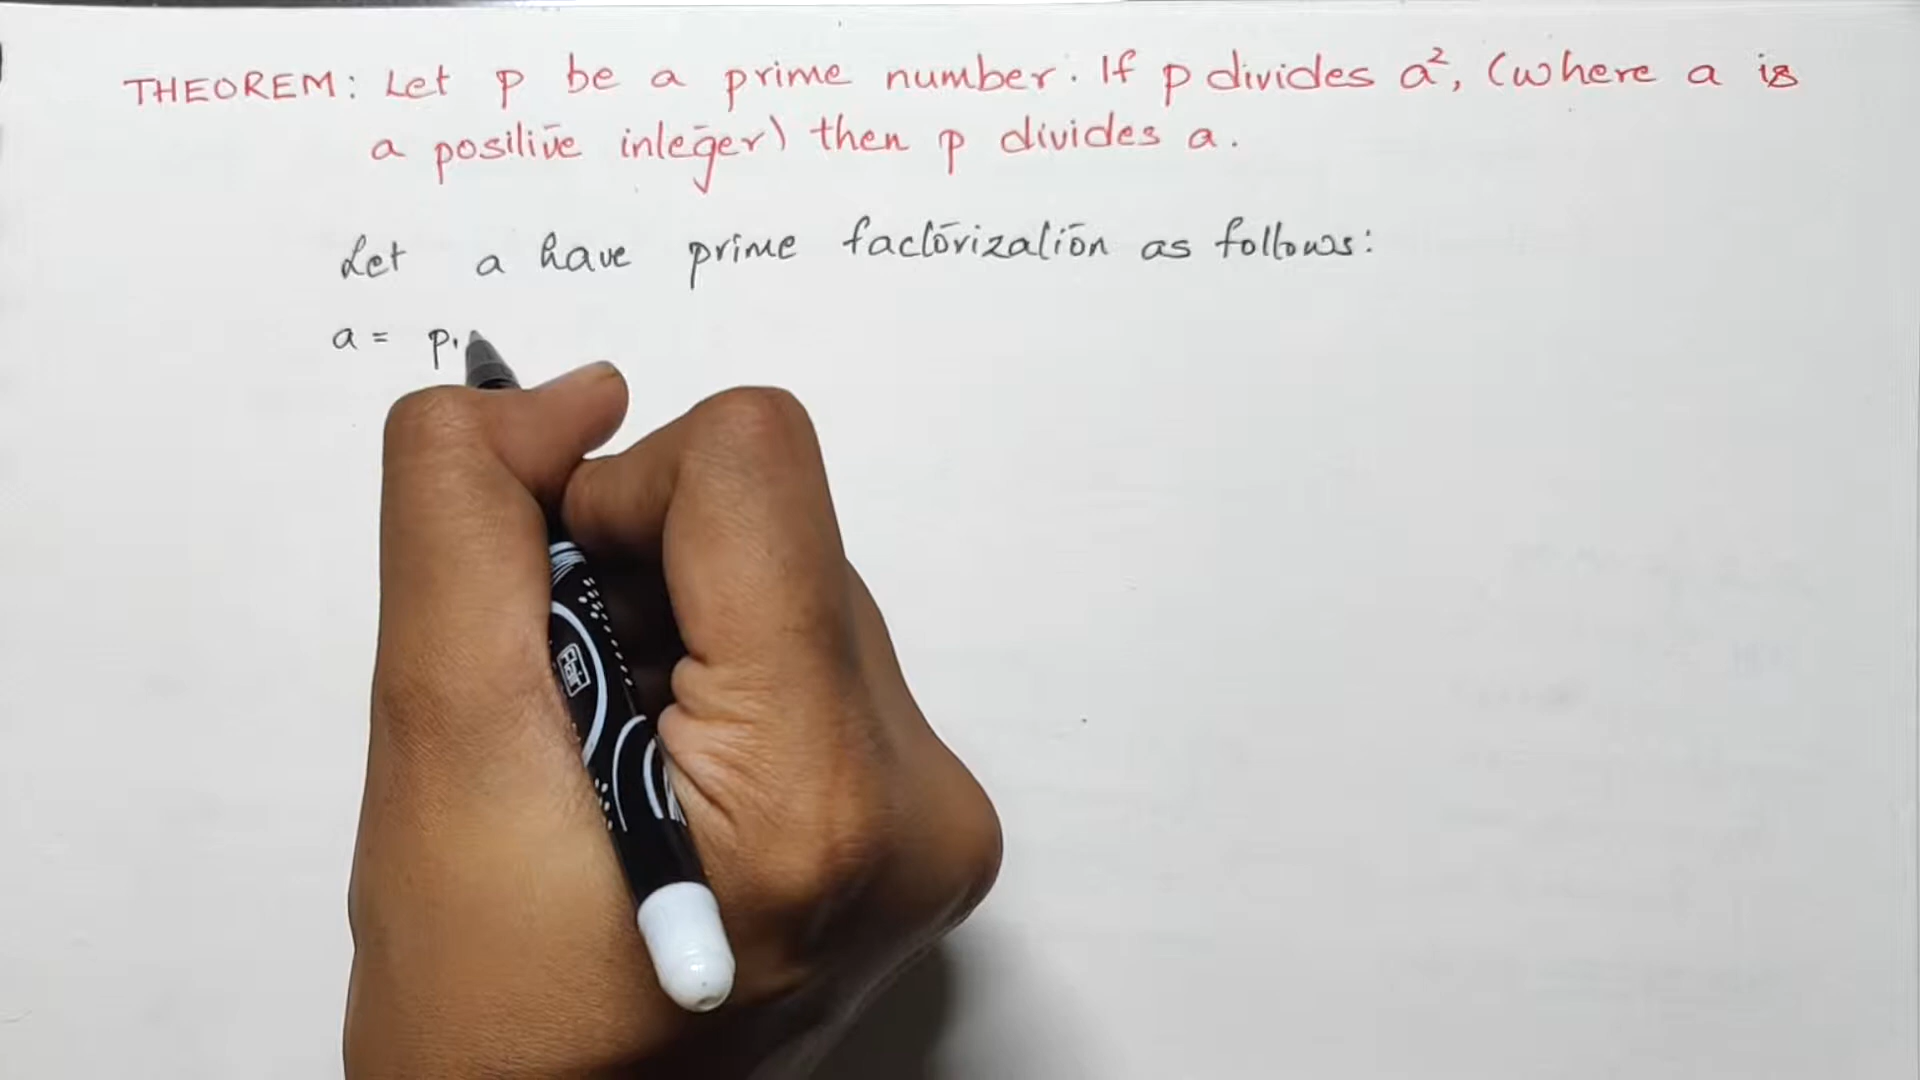 THEOREM: Let p be a prime number. If p divides a², (where a is
a positive integer) then p divides a.
Let a have prime factorization as follows:
a = p₁
Flair